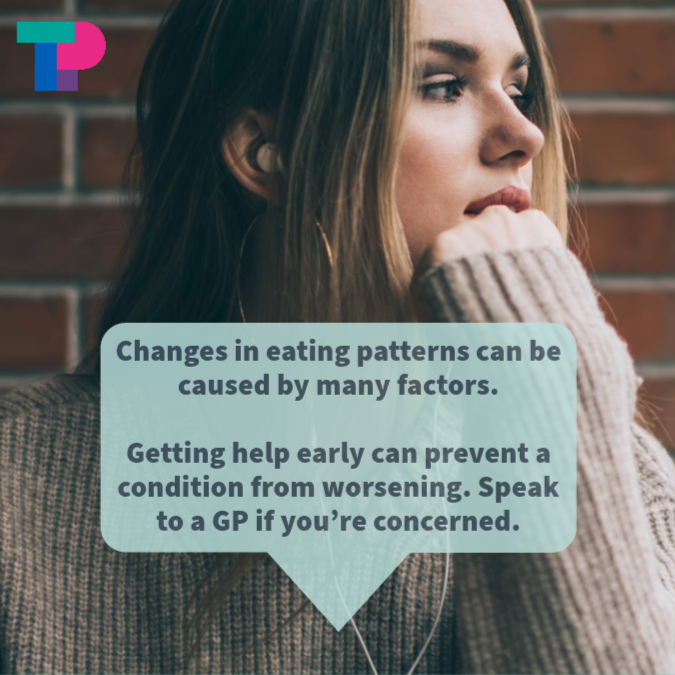 TP
Changes in eating patterns can be
caused by many factors.
Getting help early can prevent a
condition from worsening. Speak
to a GP if you’re concerned.